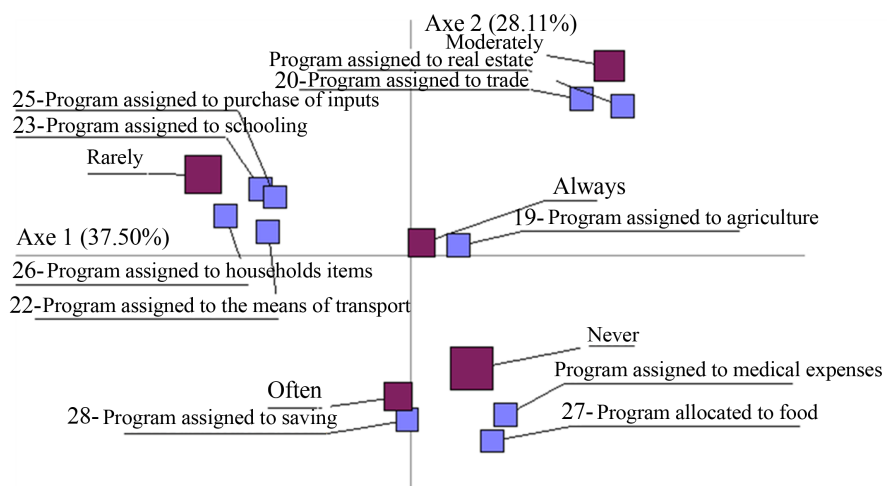 Axe 2 (28.11%)
Moderately
Program assigned to real estate
20-Program assigned to trade
25-Program assigned to purchase of inputs
23-Program assigned to schooling
Rarely
Always
19- Program assigned to agriculture
Axe 1 (37.50%)
26-Program assigned to households items
22-Program assigned to the means of transport
Never
Program assigned to medical expenses
Often
27- Program allocated to food
28- Program assigned to saving